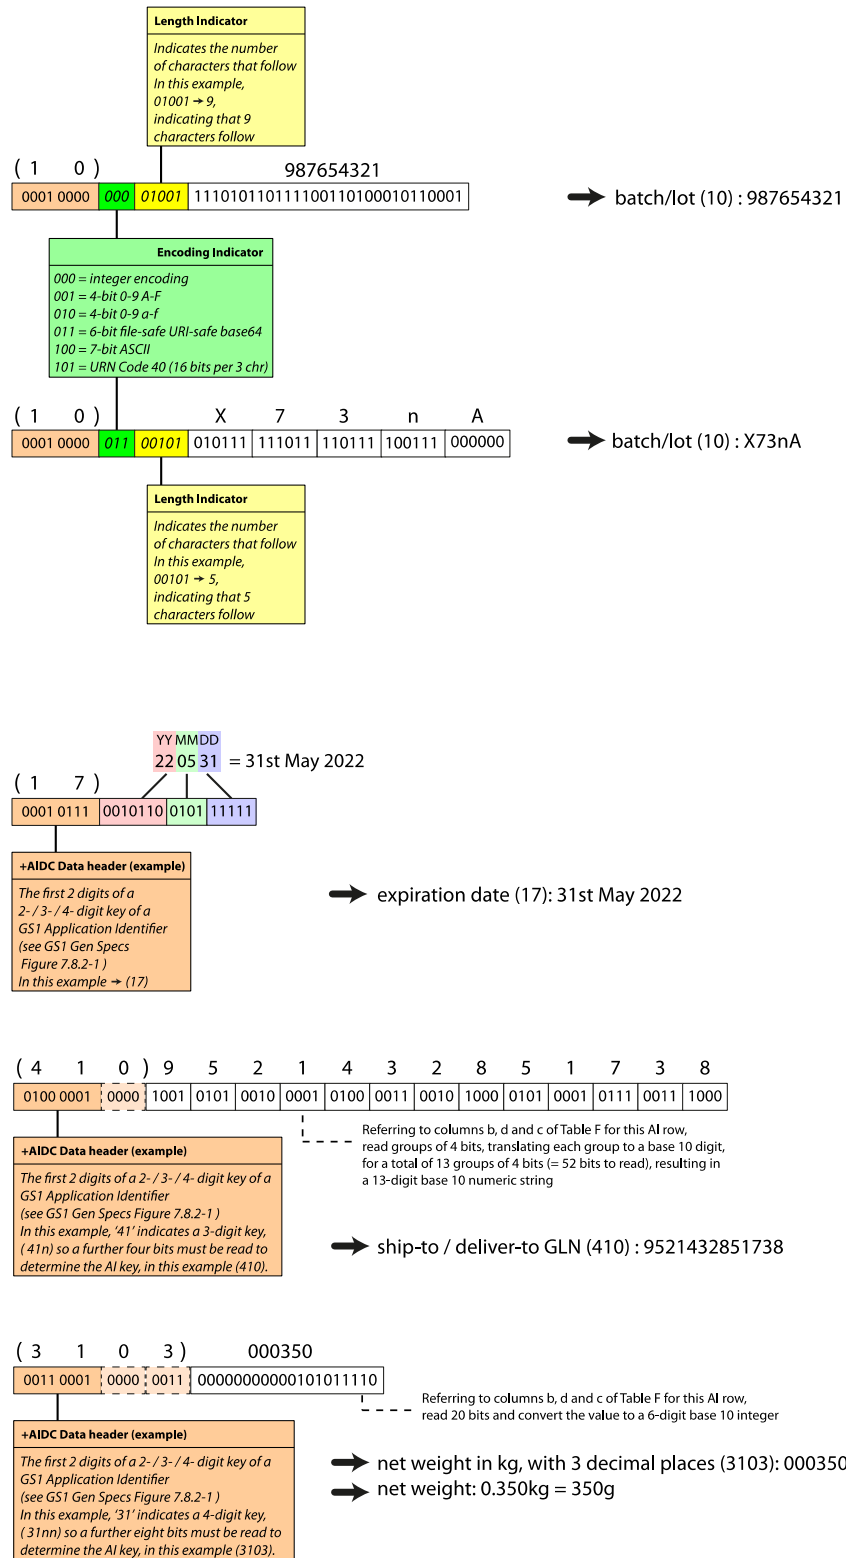 Length Indicator
Indicates the number
of characters that follow
In this example,
01001 → 9,
indicating that 9
characters follow
( 1 0 ) 987654321
0001 0000 000 01001 111010110111100110100010110001
→ batch/lot (10) : 987654321
Encoding Indicator
000 = integer encoding
001 = 4-bit 0-9 A-F
010 = 4-bit 0-9 a-f
011 = 6-bit file-safe URI-safe base64
100 = 7-bit ASCII
101 = URN Code 40 (16 bits per 3 chr)
( 1 0 ) X 7 3 n A
0001 0000 011 00101 010111 111011 110111 100111 000000
→ batch/lot (10) : X73nA
Length Indicator
Indicates the number
of characters that follow
In this example,
00101 → 5,
indicating that 5
characters follow
YY MM DD
22 05 31 = 31st May 2022
( 1 7 )
0001 0111 0010110 0101 11111
+AIDC Data header (example)
The first 2 digits of a
2- / 3- / 4- digit key of a
GS1 Application Identifier
(see GS1 Gen Specs
Figure 7.8.2-1 )
In this example → (17)
→ expiration date (17): 31st May 2022
( 4 1 0 ) 9 5 2 1 4 3 2 8 5 1 7 3 8
0100 0001 0000 1001 0101 0010 0001 0100 0011 0010 1000 0101 0001 0111 0011 1000
Referring to columns b, d and c of Table F for this AI row,
read groups of 4 bits, translating each group to a base 10 digit,
for a total of 13 groups of 4 bits (= 52 bits to read), resulting in
a 13-digit base 10 numeric string
+AIDC Data header (example)
The first 2 digits of a 2- / 3- / 4- digit key of a
GS1 Application Identifier
(see GS1 Gen Specs Figure 7.8.2-1 )
In this example, '41' indicates a 3-digit key,
( 41n) so a further four bits must be read to
determine the AI key, in this example (410).
→ ship-to / deliver-to GLN (410) : 9521432851738
( 3 1 0 3 ) 000350
0011 0001 0000 0011 00000000000101011110
Referring to columns b, d and c of Table F for this AI row,
read 20 bits and convert the value to a 6-digit base 10 integer
+AIDC Data header (example)
The first 2 digits of a 2- / 3- / 4- digit key of a
GS1 Application Identifier
(see GS1 Gen Specs Figure 7.8.2-1 )
In this example, '31' indicates a 4-digit key,
( 31nn) so a further eight bits must be read to
determine the AI key, in this example (3103).
→ net weight in kg, with 3 decimal places (3103): 000350
→ net weight: 0.350kg = 350g